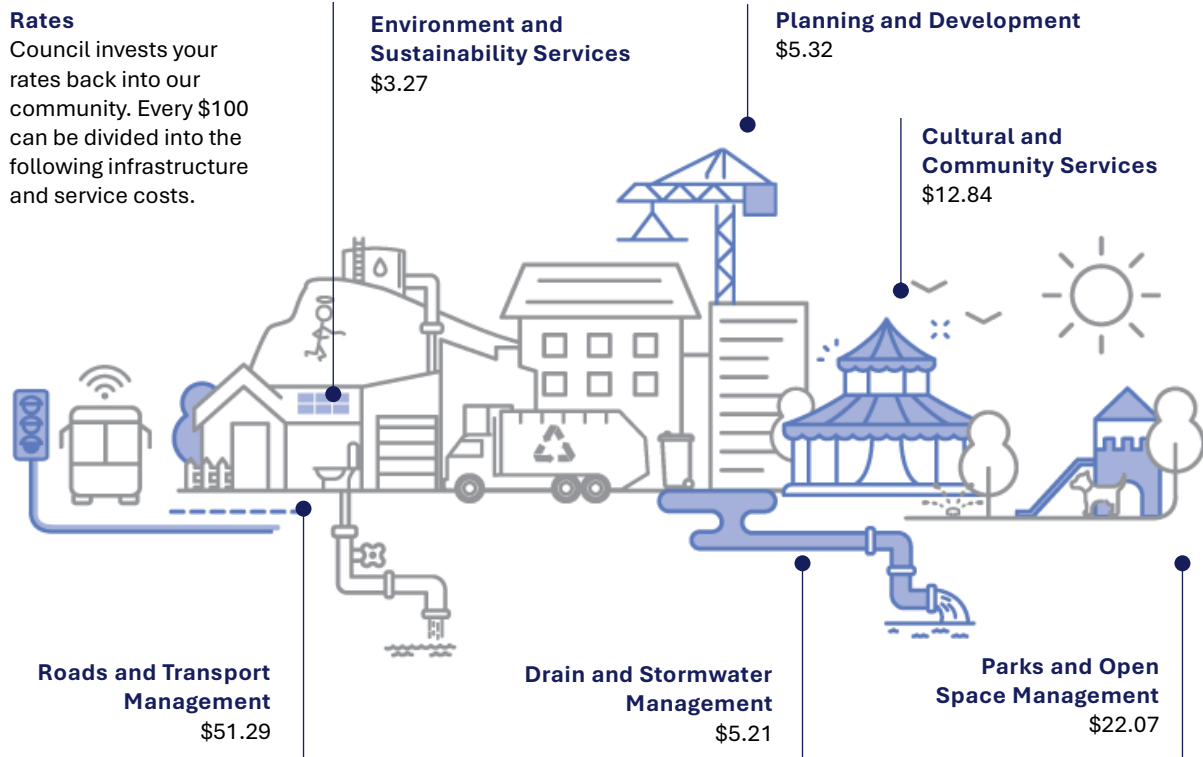 Rates
Council invests your
rates back into our
community. Every $100
can be divided into the
following infrastructure
and service costs.
Environment and
Sustainability Services
$3.27
Planning and Development
$5.32
Cultural and
Community Services
$12.84
Roads and Transport
Management
$51.29
Drain and Stormwater
Management
$5.21
Parks and Open
Space Management
$22.07